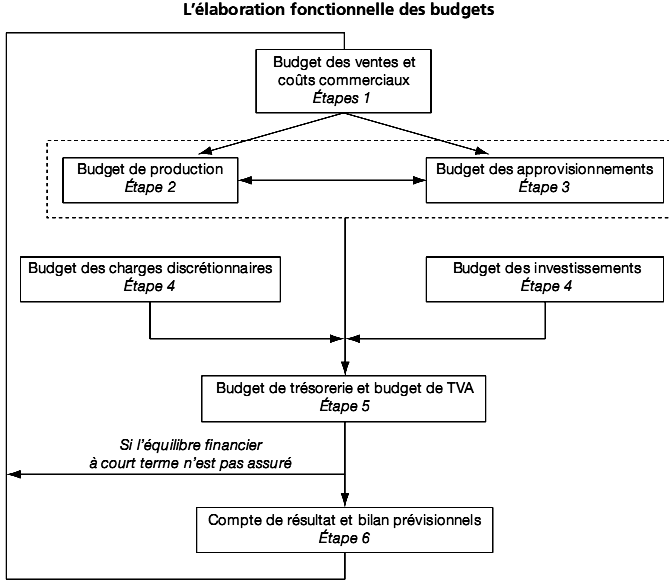 L'élaboration fonctionnelle des budgets
Budget des ventes et
coûts commerciaux
Étapes 1
Budget de production
Étape 2
Budget des approvisionnements
Étape 3
Budget des charges discrétionnaires
Étape 4
Budget des investissements
Étape 4
Budget de trésorerie et budget de TVA
Étape 5
Si l'équilibre financier
à court terme n'est pas assuré
Compte de résultat et bilan prévisionnels
Étape 6